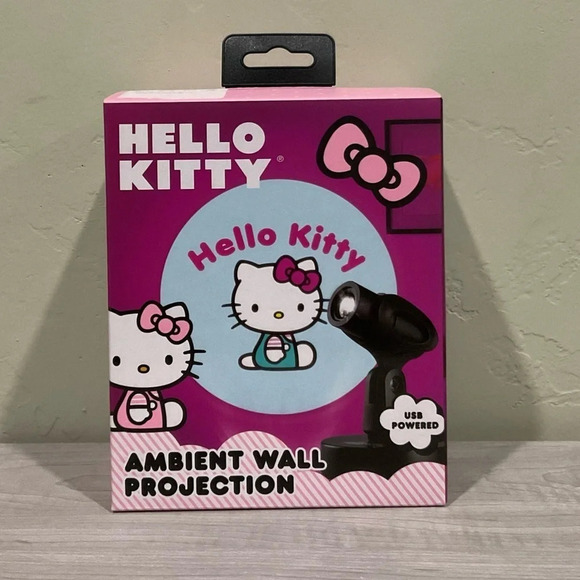 HELLO
KITTY®
Hello Kitty
USB
POWERED
AMBIENT WALL
PROJECTION